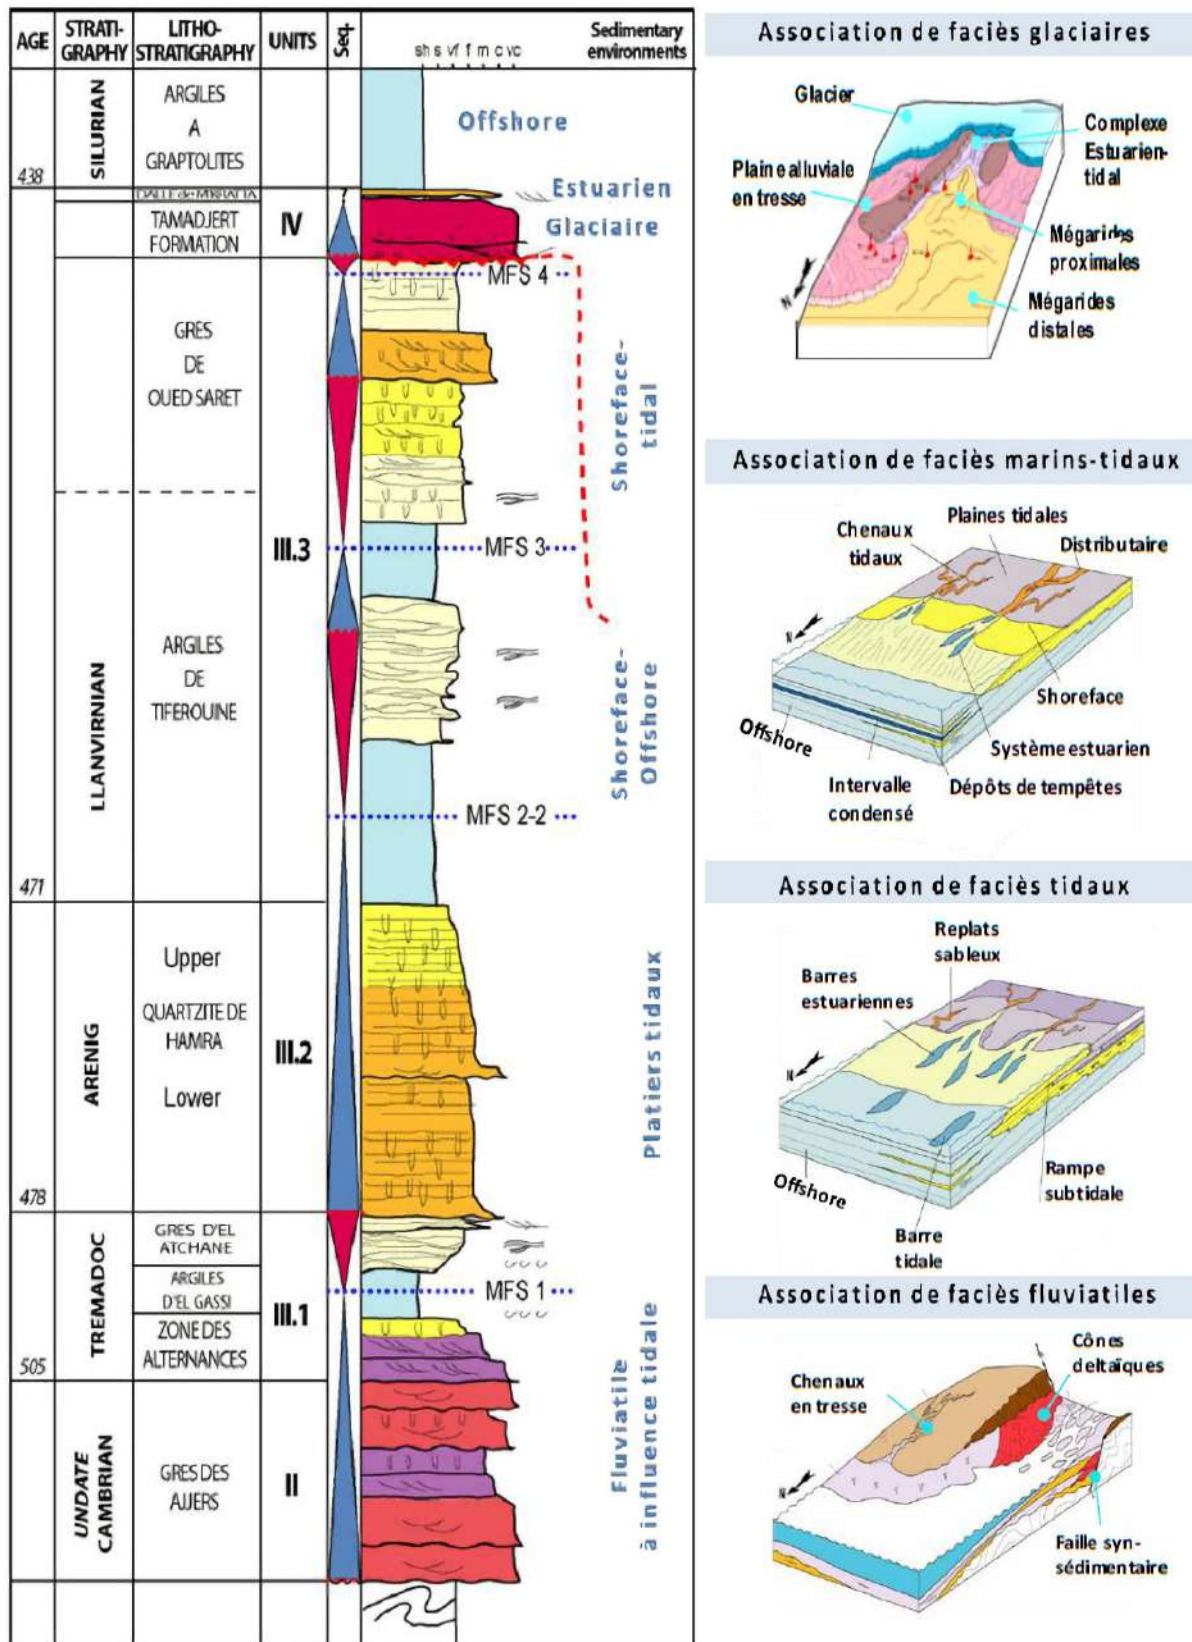 AGE
STRATI-
GRAPHY
LITHO-
STRATIGRAPHY
UNITS
Seq.
sh s vf f m c vc
Sedimentary
environments
SILURIAN
ARGILES
A
GRAPTOLITES
Offshore
438
Estuarien
TAMADJERT
FORMATION
IV
Glaciaire
MFS 4
GRES
DE
OUED SARET
Shoreface-
tidal
III.3
MFS 3
LLANVIRNIAN
ARGILES
DE
TIFEROUINE
Shoreface-
Offshore
MFS 2-2
471
ARENIG
Upper
QUARTZITE DE
HAMRA
Lower
III.2
Platiers tidaux
478
TREMADOC
GRES D'EL
ATCHANE
ARGILES
D'EL GASSI
MFS 1
III.1
ZONE DES
ALTERNANCES
505
UNDATE
CAMBRIAN
GRES DES
AJJERS
II
Fluviatile
à influence tidale
Association de faciès glaciaires
Glacier
Complexe
Estuarien-
tidal
Plaine alluviale
en tresse
Mégarides
proximales
N
Mégarides
distales
Association de faciès marins-tidaux
Plaines tidales
Chenaux
tidaux
Distributaire
N
Shoreface
Offshore
Système estuarien
Intervalle
condensé
Dépôts de tempêtes
Association de faciès tidaux
Replats
sableux
Barres
estuariennes
N
Offshore
Rampe
subtidale
Barre
tidale
Association de faciès fluviatiles
Cônes
deltaïques
Chenaux
en tresse
N
Faille syn-
sédimentaire